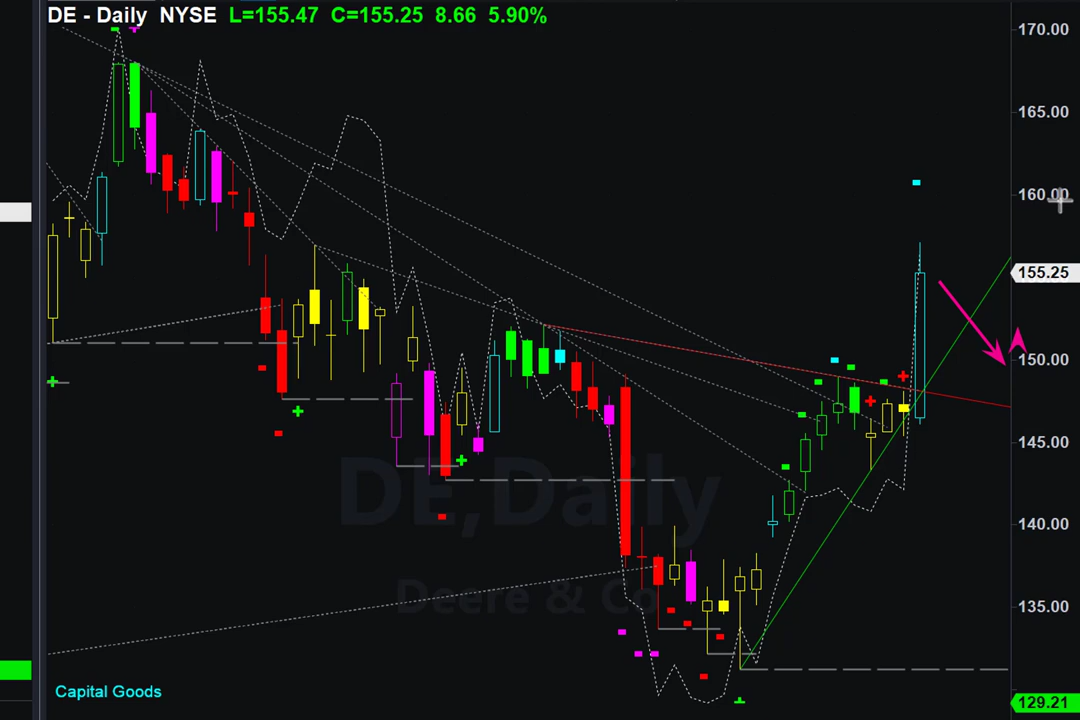 DE - Daily NYSE L=155.47 C=155.25 8.66 5.90%
170.00
165.00
160.00
155.25
150.00
145.00
DE,Daily
140.00
Deere & Co
135.00
Capital Goods
129.21